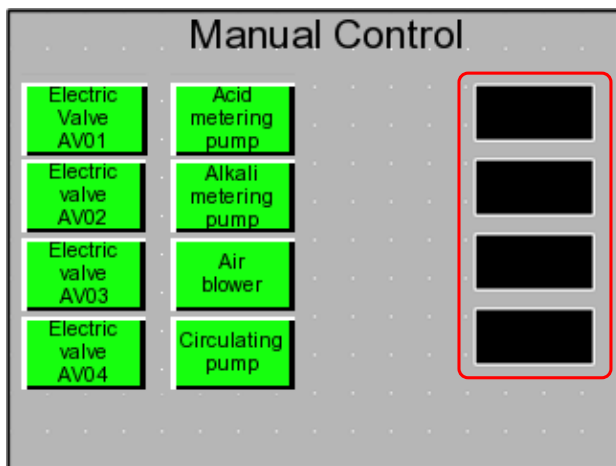 Manual Control
Electric
Valve
AV01
Acid
metering
pump
Electric
valve
AV02
Alkali
metering
pump
Electric
valve
AV03
Air
blower
Electric
valve
AV04
Circulating
pump